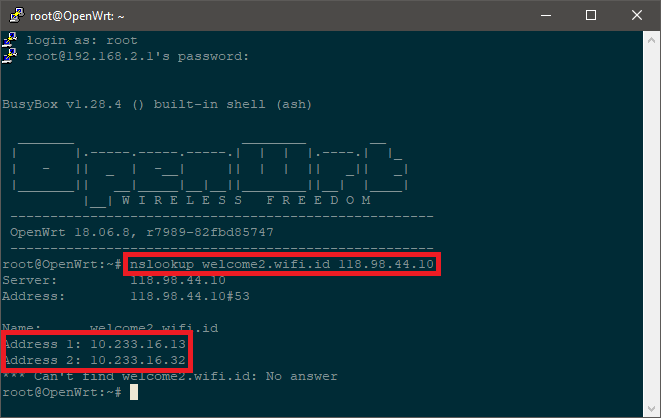 root@OpenWrt: ~
login as: root
root@192.168.2.1's password:
BusyBox v1.28.4 () built-in shell (ash)
OpenWrt
W I R E L E S S   F R E E D O M
-----------------------------------------------------
OpenWrt 18.06.8, r7989-82fbd85747
-----------------------------------------------------
root@OpenWrt:~# nslookup welcome2.wifi.id 118.98.44.10
Server:         118.98.44.10
Address:        118.98.44.10#53
Name:      welcome2.wifi.id
Address 1: 10.233.16.13
Address 2: 10.233.16.32
*** Can't find welcome2.wifi.id: No answer
root@OpenWrt:~#